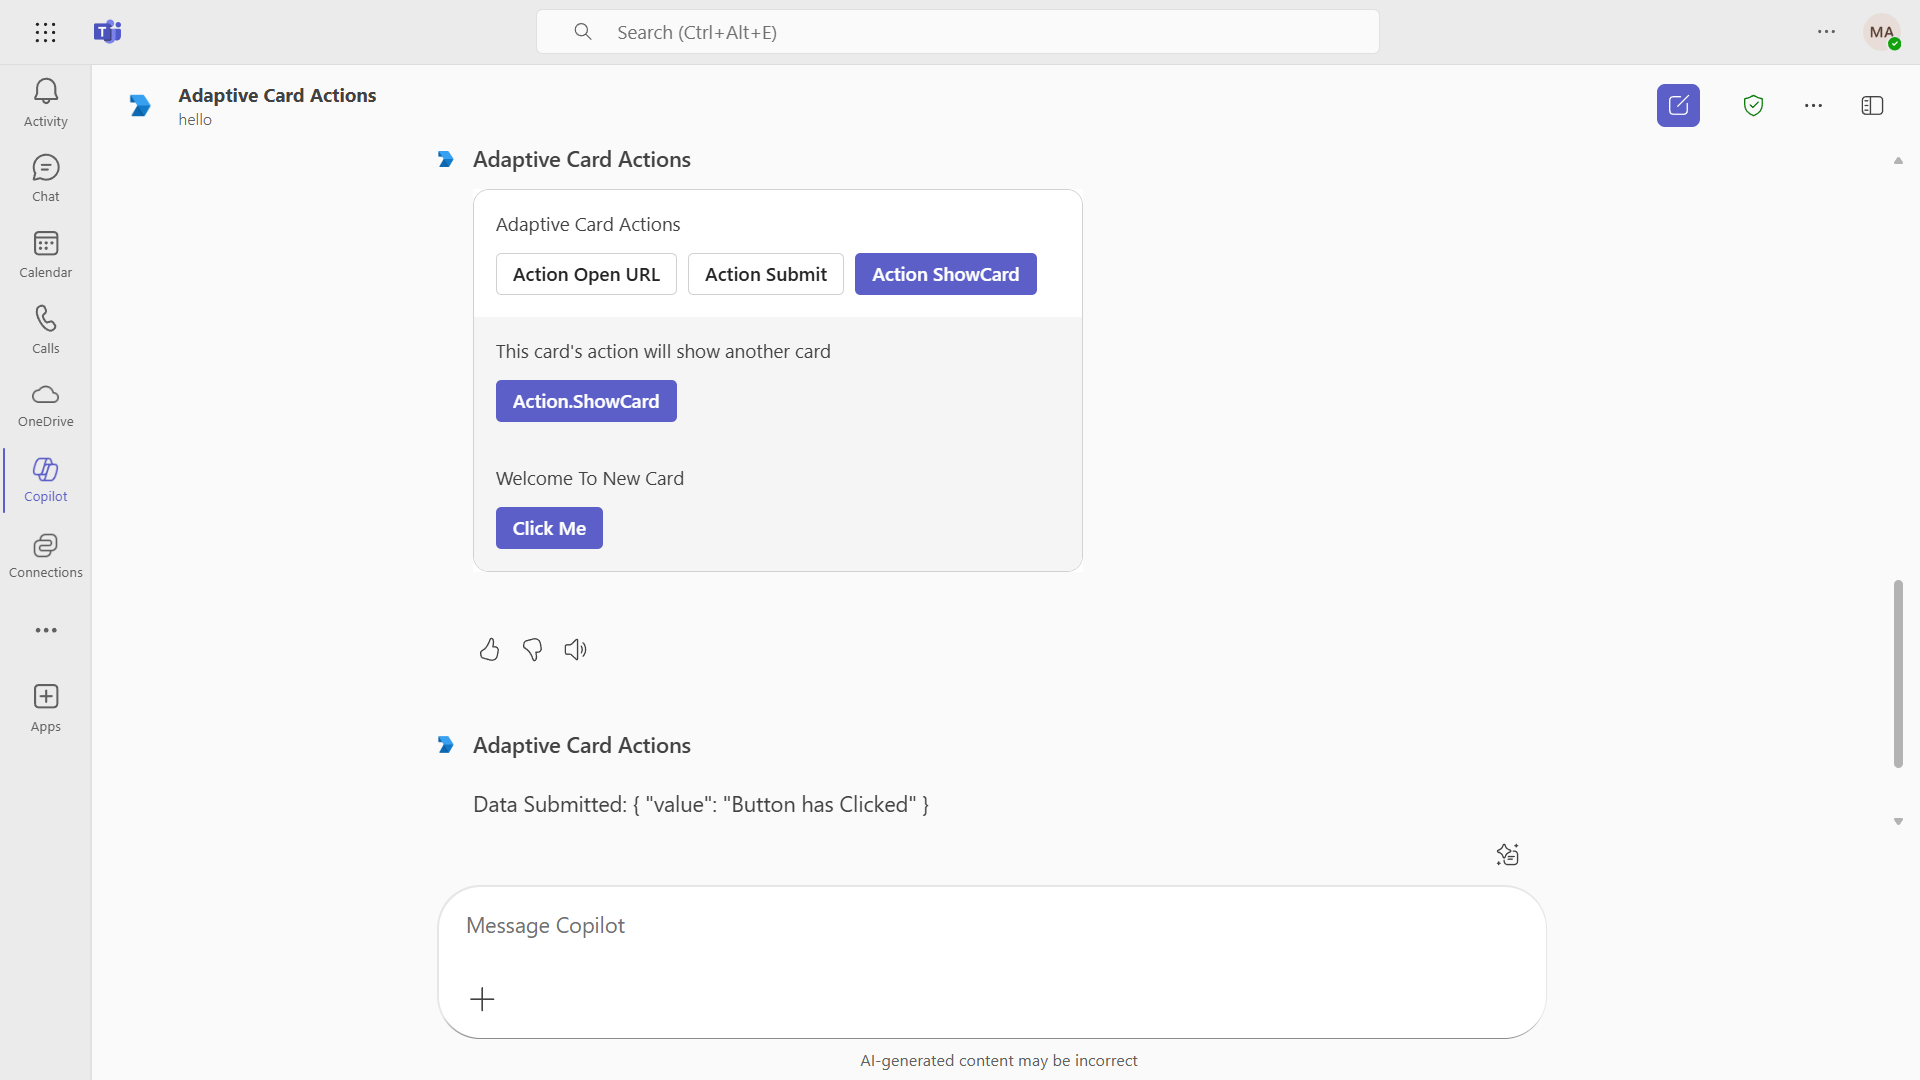 Search (Ctrl+Alt+E)
MA
Activity
Chat
Calendar
Calls
OneDrive
Copilot
Connections
Apps
Adaptive Card Actions
hello
Adaptive Card Actions
Adaptive Card Actions
Action Open URL Action Submit Action ShowCard
This card's action will show another card
Action.ShowCard
Welcome To New Card
Click Me
Adaptive Card Actions
Data Submitted: { "value": "Button has Clicked" }
Message Copilot
AI-generated content may be incorrect